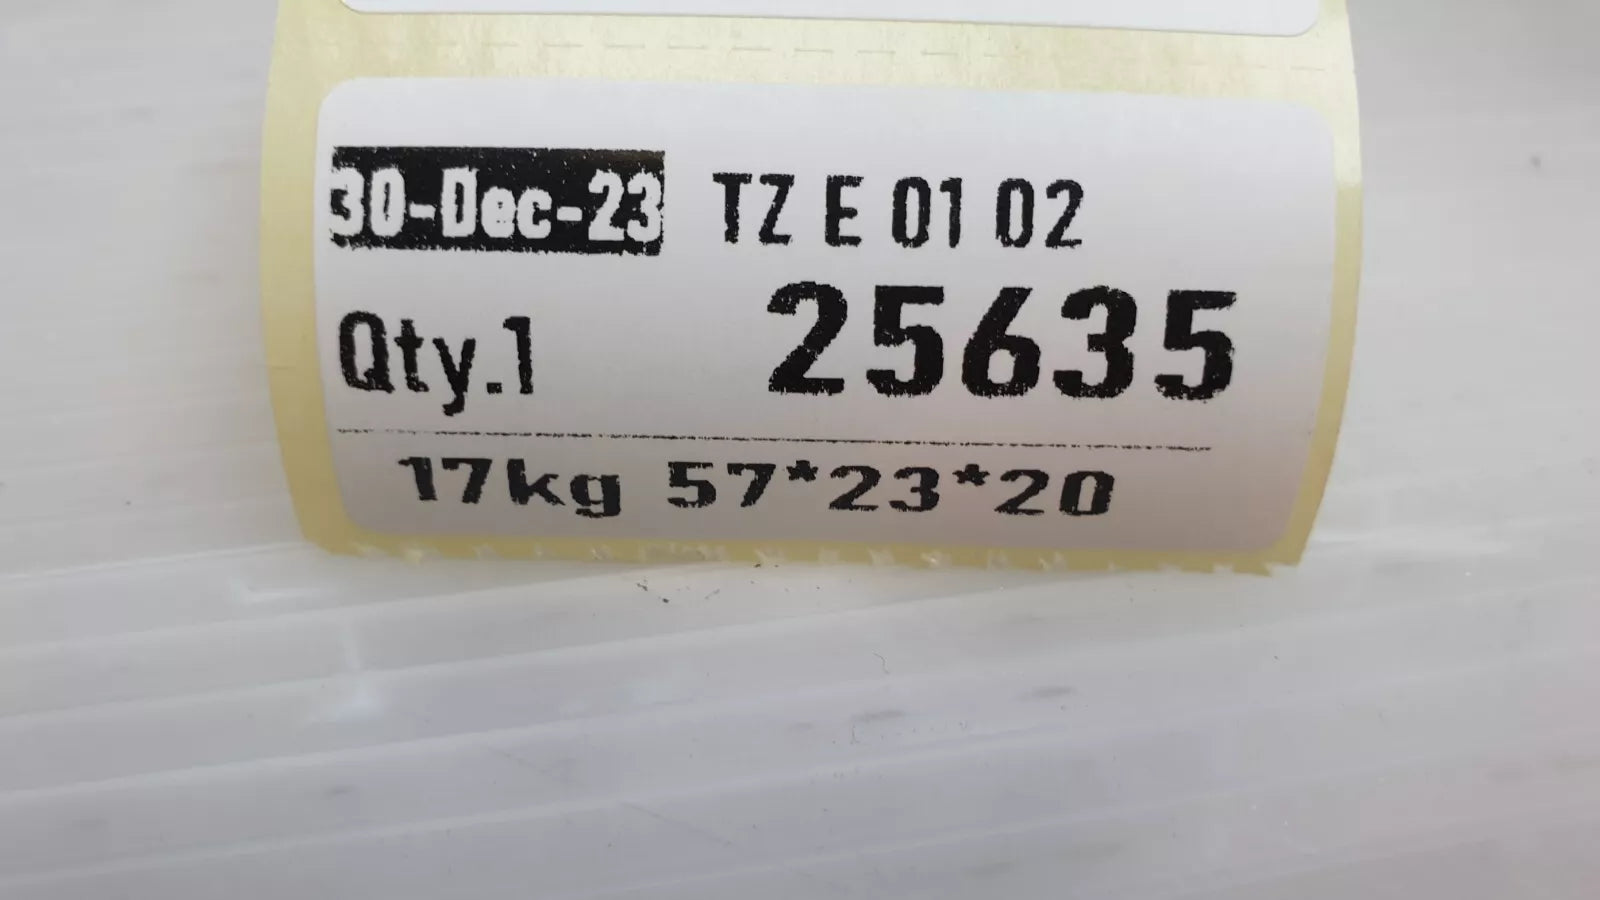 30-Dec-23 TZ E 01 02
Qty.1 25635
17kg 57*23*20